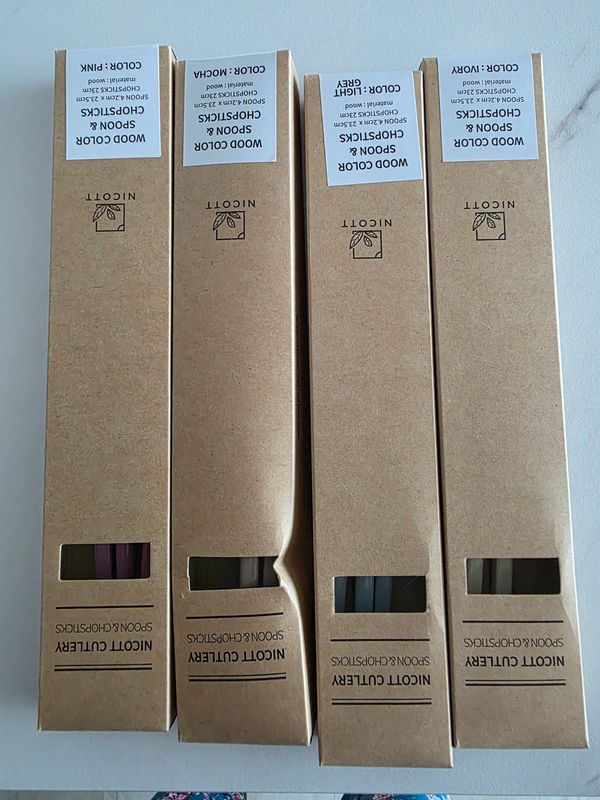 WOOD COLOR
SPOON &
CHOPSTICKS
SPOON 4.2cm x 23.5cm
CHOPSTICKS 23cm
material : wood
COLOR : PINK
NICOTT
NICOTT CUTLERY
SPOON & CHOPSTICKS
WOOD COLOR
SPOON &
CHOPSTICKS
SPOON 4.2cm x 23.5cm
CHOPSTICKS 23cm
material : wood
COLOR : MOCHA
NICOTT
NICOTT CUTLERY
SPOON & CHOPSTICKS
WOOD COLOR
SPOON &
CHOPSTICKS
SPOON 4.2cm x 23.5cm
CHOPSTICKS 23cm
material : wood
COLOR : LIGHT
GREY
NICOTT
NICOTT CUTLERY
SPOON & CHOPSTICKS
WOOD COLOR
SPOON &
CHOPSTICKS
SPOON 4.2cm x 23.5cm
CHOPSTICKS 23cm
material : wood
COLOR : IVORY
NICOTT
NICOTT CUTLERY
SPOON & CHOPSTICKS